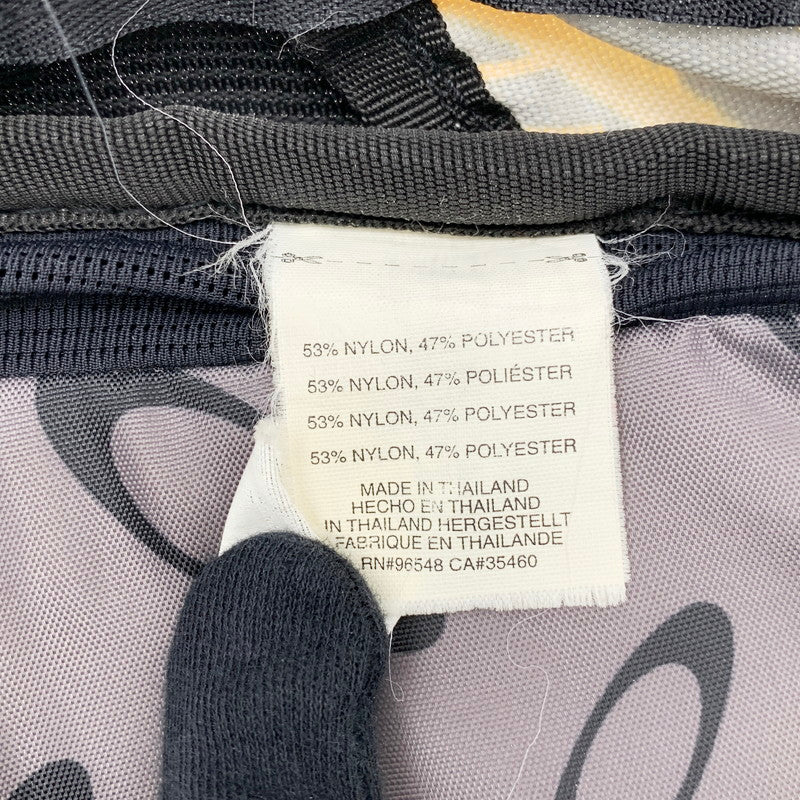 53% NYLON, 47% POLYESTER
53% NYLON, 47% POLIÉSTER
53% NYLON, 47% POLYESTER
53% NYLON, 47% POLYESTER
MADE IN THAILAND
HECHO EN THAILAND
IN THAILAND HERGESTELLT
FABRIQUE EN THAILANDE
RN#96548 CA#35460